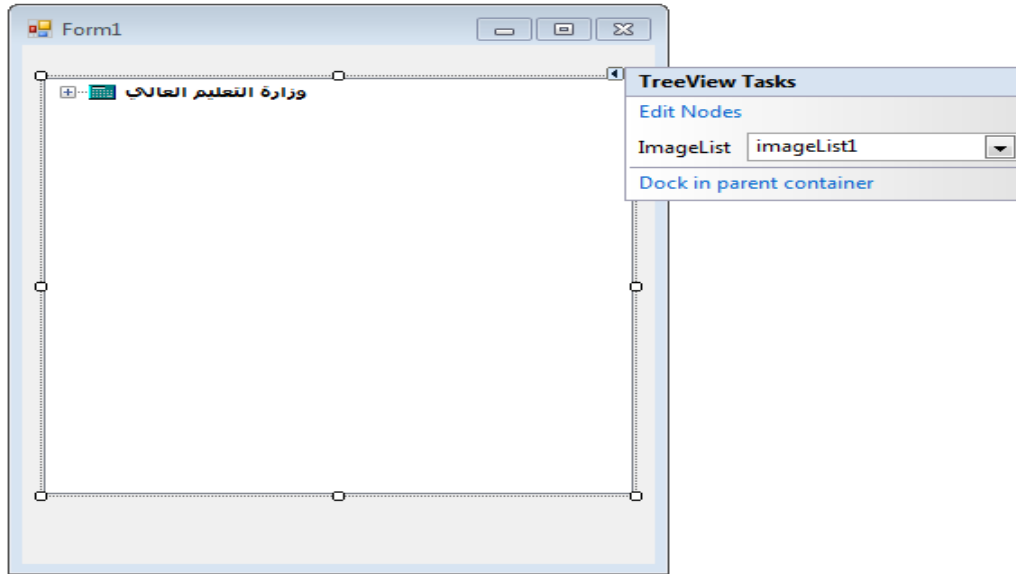 Form1
وزارة التعليم العالي
TreeView Tasks
Edit Nodes
ImageList imageList1
Dock in parent container